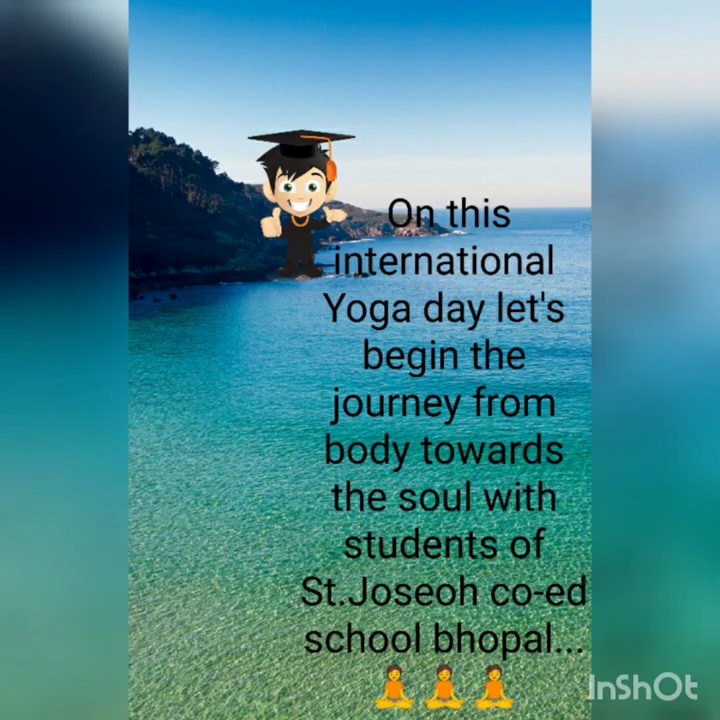 On this
international
Yoga day let's
begin the
journey from
body towards
the soul with
students of
St.Joseoh co-ed
school bhopal...
🧘🧘🧘
InShOt